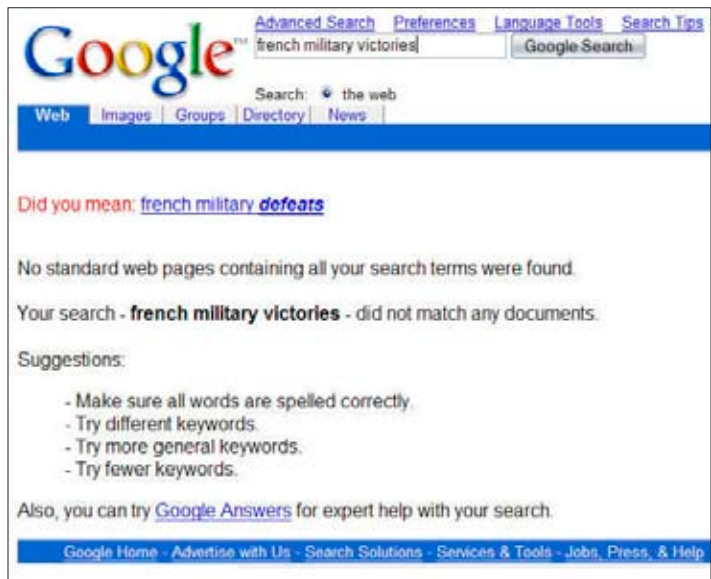 Advanced Search Preferences Language Tools Search Tips
Google™
french military victories
Google Search
Search: the web
Web Images Groups Directory News
Did you mean: french military defeats
No standard web pages containing all your search terms were found.
Your search - french military victories - did not match any documents.
Suggestions:
- Make sure all words are spelled correctly.
- Try different keywords.
- Try more general keywords.
- Try fewer keywords.
Also, you can try Google Answers for expert help with your search.
Google Home - Advertise with Us - Search Solutions - Services & Tools - Jobs, Press, & Help